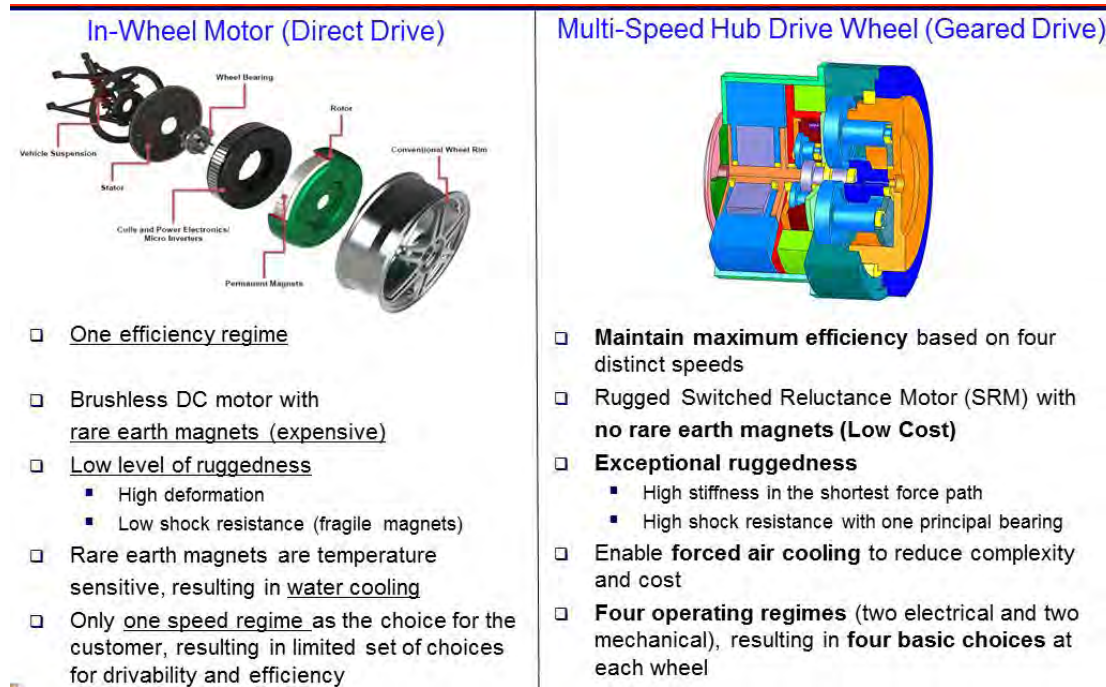 In-Wheel Motor (Direct Drive)
Wheel Bearing
Rotor
Vehicle Suspension
Conventional Wheel Rim
Stator
Coils and Power Electronics/
Micro Inverters
Permanent Magnets
One efficiency regime
Brushless DC motor with
rare earth magnets (expensive)
Low level of ruggedness
High deformation
Low shock resistance (fragile magnets)
Rare earth magnets are temperature
sensitive, resulting in water cooling
Only one speed regime as the choice for the
customer, resulting in limited set of choices
for drivability and efficiency
Multi-Speed Hub Drive Wheel (Geared Drive)
Maintain maximum efficiency based on four
distinct speeds
Rugged Switched Reluctance Motor (SRM) with
no rare earth magnets (Low Cost)
Exceptional ruggedness
High stiffness in the shortest force path
High shock resistance with one principal bearing
Enable forced air cooling to reduce complexity
and cost
Four operating regimes (two electrical and two
mechanical), resulting in four basic choices at
each wheel